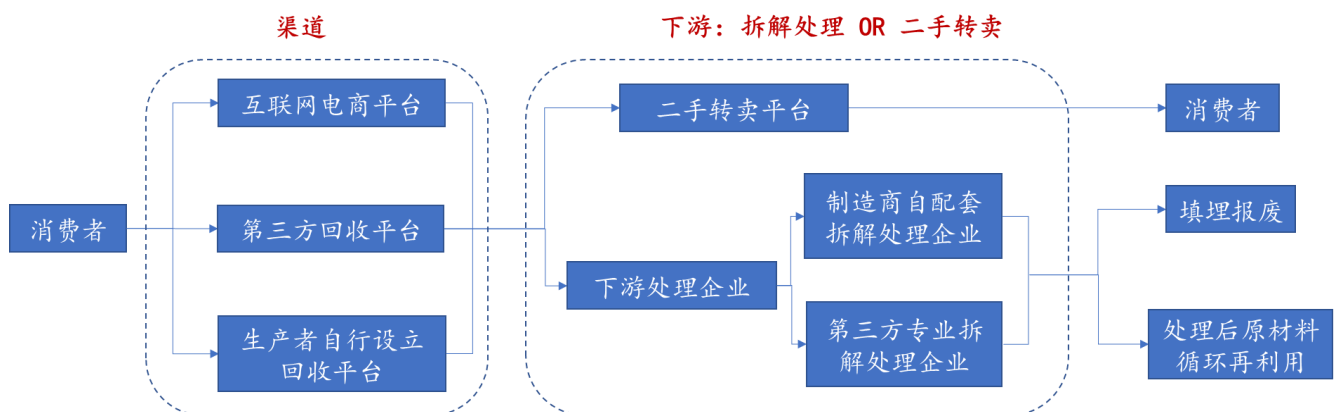 渠道
下游：拆解处理 OR 二手转卖
互联网电商平台
二手转卖平台
消费者
消费者
第三方回收平台
制造商自配套
拆解处理企业
填埋报废
下游处理企业
生产者自行设立
回收平台
第三方专业拆
解处理企业
处理后原材料
循环再利用